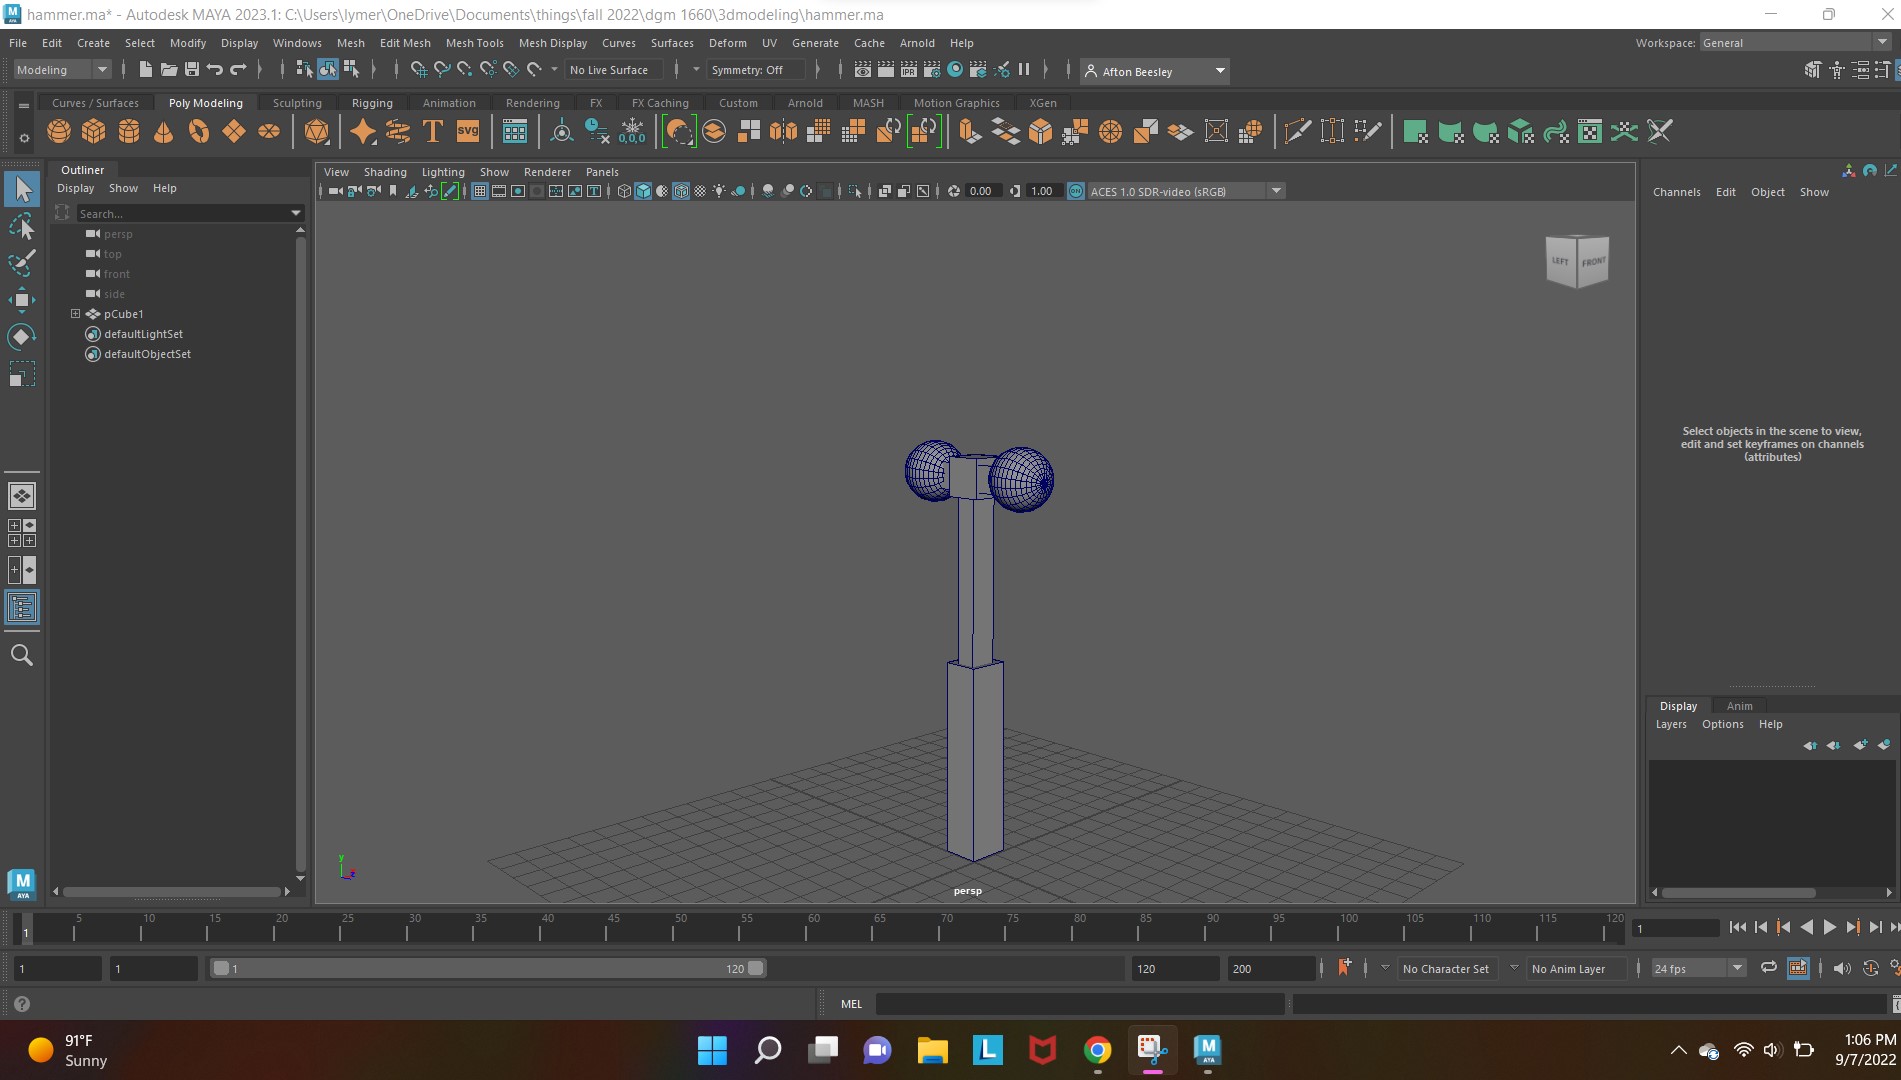 hammer.ma* - Autodesk MAYA 2023.1: C:\Users\lymer\OneDrive\Documents\things\fall 2022\dgm 1660\3dmodeling\hammer.ma
File Edit Create Select Modify Display Windows Mesh Edit Mesh Mesh Tools Mesh Display Curves Surfaces Deform UV Generate Cache Arnold Help Workspace: General
Modeling No Live Surface Symmetry: Off IPR Afton Beesley
Curves / Surfaces Poly Modeling Sculpting Rigging Animation Rendering FX FX Caching Custom Arnold MASH Motion Graphics XGen
T svg 0,0,0
Outliner
Display Show Help
Search...
persp
top
front
side
pCube1
defaultLightSet
defaultObjectSet
View Shading Lighting Show Renderer Panels
0.00 1.00 ON ACES 1.0 SDR-video (sRGB)
LEFT FRONT
y
z
persp
Channels Edit Object Show
Select objects in the scene to view,
edit and set keyframes on channels
(attributes)
Display Anim
Layers Options Help
M
AYA
5 10 15 20 25 30 35 40 45 50 55 60 65 70 75 80 85 90 95 100 105 110 115 120
1 1
1 1 1 120 120 200 No Character Set No Anim Layer 24 fps
MEL
91°F
Sunny
L
M
AYA
1:06 PM
9/7/2022